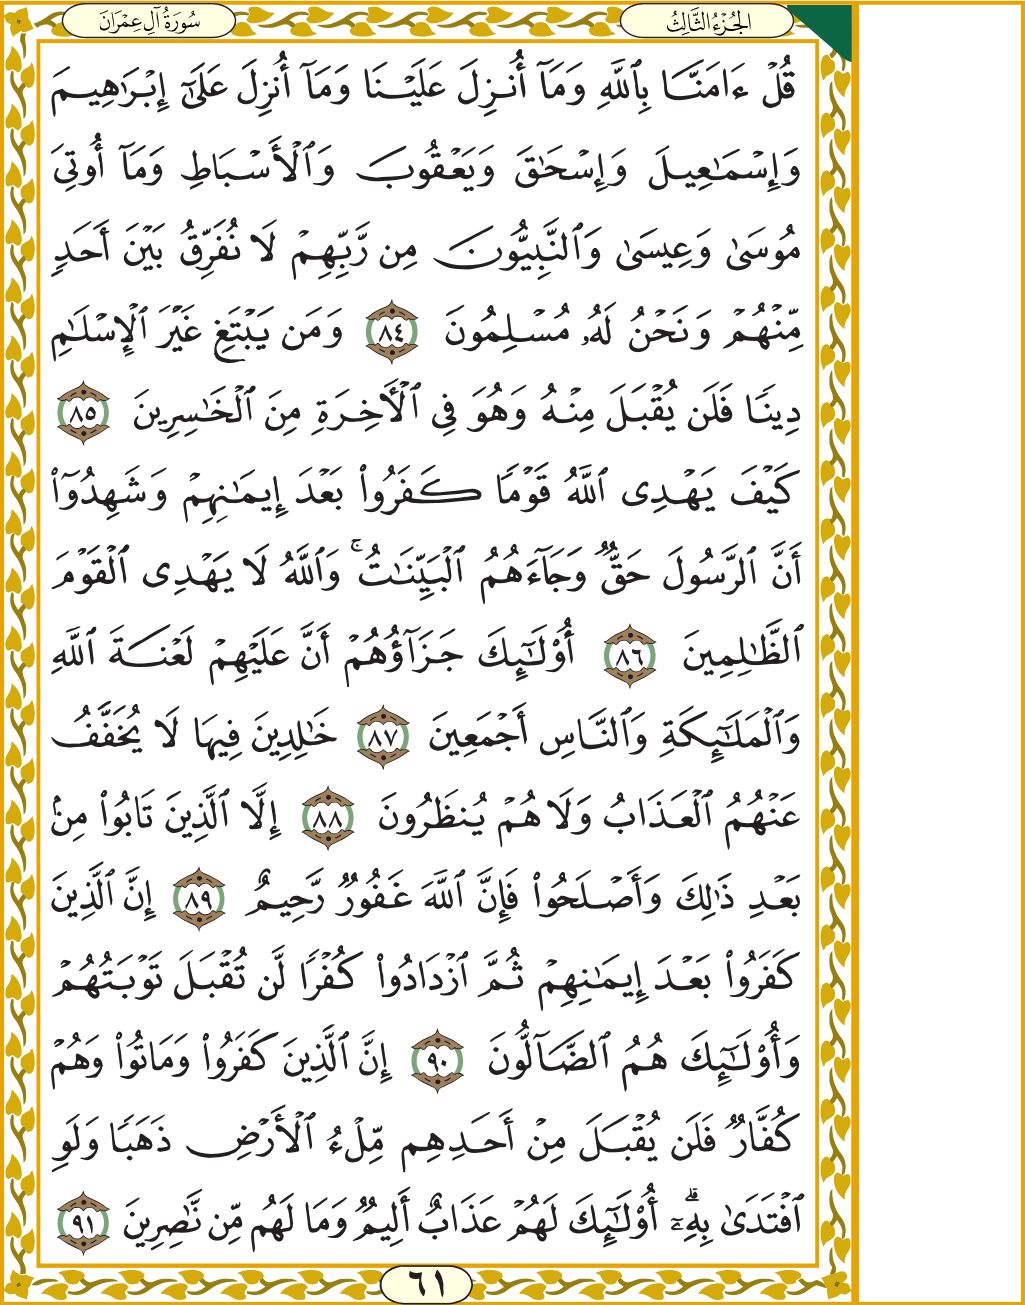 الجُزْءُ الثَّالِثُ
سُورَةُ آلِ عِمْرَانَ
قُلْ ءَامَنَّا بِٱللَّهِ وَمَآ أُنزِلَ عَلَيْنَا وَمَآ أُنزِلَ عَلَىٰٓ إِبْرَٰهِيمَ
وَإِسْمَٰعِيلَ وَإِسْحَٰقَ وَيَعْقُوبَ وَٱلْأَسْبَاطِ وَمَآ أُوتِىَ
مُوسَىٰ وَعِيسَىٰ وَٱلنَّبِيُّونَ مِن رَّبِّهِمْ لَا نُفَرِّقُ بَيْنَ أَحَدٍ
مِّنْهُمْ وَنَحْنُ لَهُۥ مُسْلِمُونَ ٨٤ وَمَن يَبْتَغِ غَيْرَ ٱلْإِسْلَٰمِ
دِينًا فَلَن يُقْبَلَ مِنْهُ وَهُوَ فِى ٱلْأَخِرَةِ مِنَ ٱلْخَٰسِرِينَ ٨٥
كَيْفَ يَهْدِى ٱللَّهُ قَوْمًا كَفَرُوا۟ بَعْدَ إِيمَٰنِهِمْ وَشَهِدُوٓا۟
أَنَّ ٱلرَّسُولَ حَقٌّ وَجَآءَهُمُ ٱلْبَيِّنَٰتُ ۚ وَٱللَّهُ لَا يَهْدِى ٱلْقَوْمَ
ٱلظَّٰلِمِينَ ٨٦ أُو۟لَٰٓئِكَ جَزَآؤُهُمْ أَنَّ عَلَيْهِمْ لَعْنَةَ ٱللَّهِ
وَٱلْمَلَٰٓئِكَةِ وَٱلنَّاسِ أَجْمَعِينَ ٨٧ خَٰلِدِينَ فِيهَا لَا يُخَفَّفُ
عَنْهُمُ ٱلْعَذَابُ وَلَا هُمْ يُنظَرُونَ ٨٨ إِلَّا ٱلَّذِينَ تَابُوا۟ مِنۢ
بَعْدِ ذَٰلِكَ وَأَصْلَحُوا۟ فَإِنَّ ٱللَّهَ غَفُورٌ رَّحِيمٌ ٨٩ إِنَّ ٱلَّذِينَ
كَفَرُوا۟ بَعْدَ إِيمَٰنِهِمْ ثُمَّ ٱزْدَادُوا۟ كُفْرًا لَّن تُقْبَلَ تَوْبَتُهُمْ
وَأُو۟لَٰٓئِكَ هُمُ ٱلضَّآلُّونَ ٩٠ إِنَّ ٱلَّذِينَ كَفَرُوا۟ وَمَاتُوا۟ وَهُمْ
كُفَّارٌ فَلَن يُقْبَلَ مِنْ أَحَدِهِم مِّلْءُ ٱلْأَرْضِ ذَهَبًا وَلَوِ
ٱفْتَدَىٰ بِهِۦٓ ۗ أُو۟لَٰٓئِكَ لَهُمْ عَذَابٌ أَلِيمٌ وَمَا لَهُم مِّن نَّٰصِرِينَ ٩١
٦١